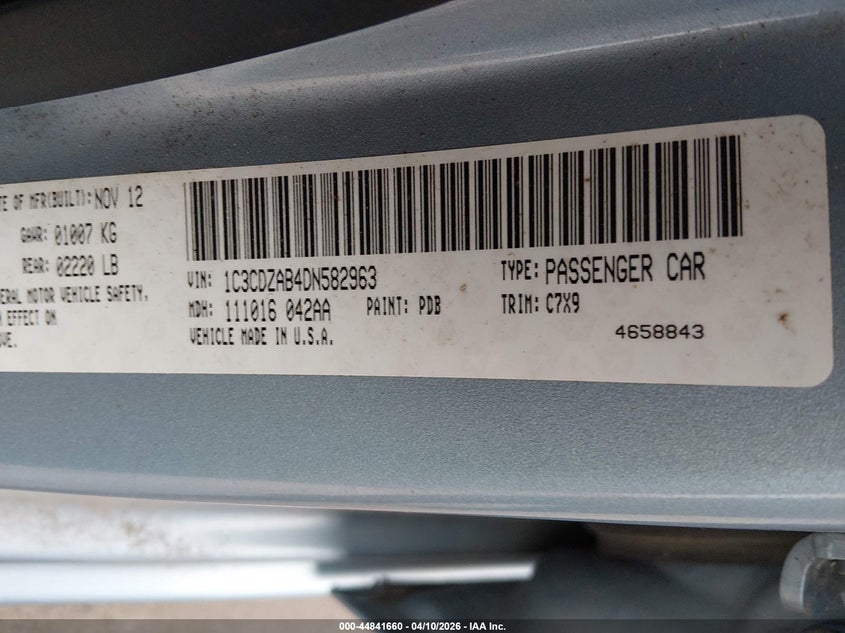 TE OF MFR(BUILT): NOV 12
GAWR: 01007 KG
REAR: 02220 LB
ERAL MOTOR VEHICLE SAFETY,
EFFECT ON
OVE.
VIN: 1C3CDZAB4DN582963
TYPE: PASSENGER CAR
MDH: 111016 042AA PAINT: PDB TRIM: C7X9
VEHICLE MADE IN U.S.A.
4658843
000-44841660 - 04/10/2026 - IAA Inc.